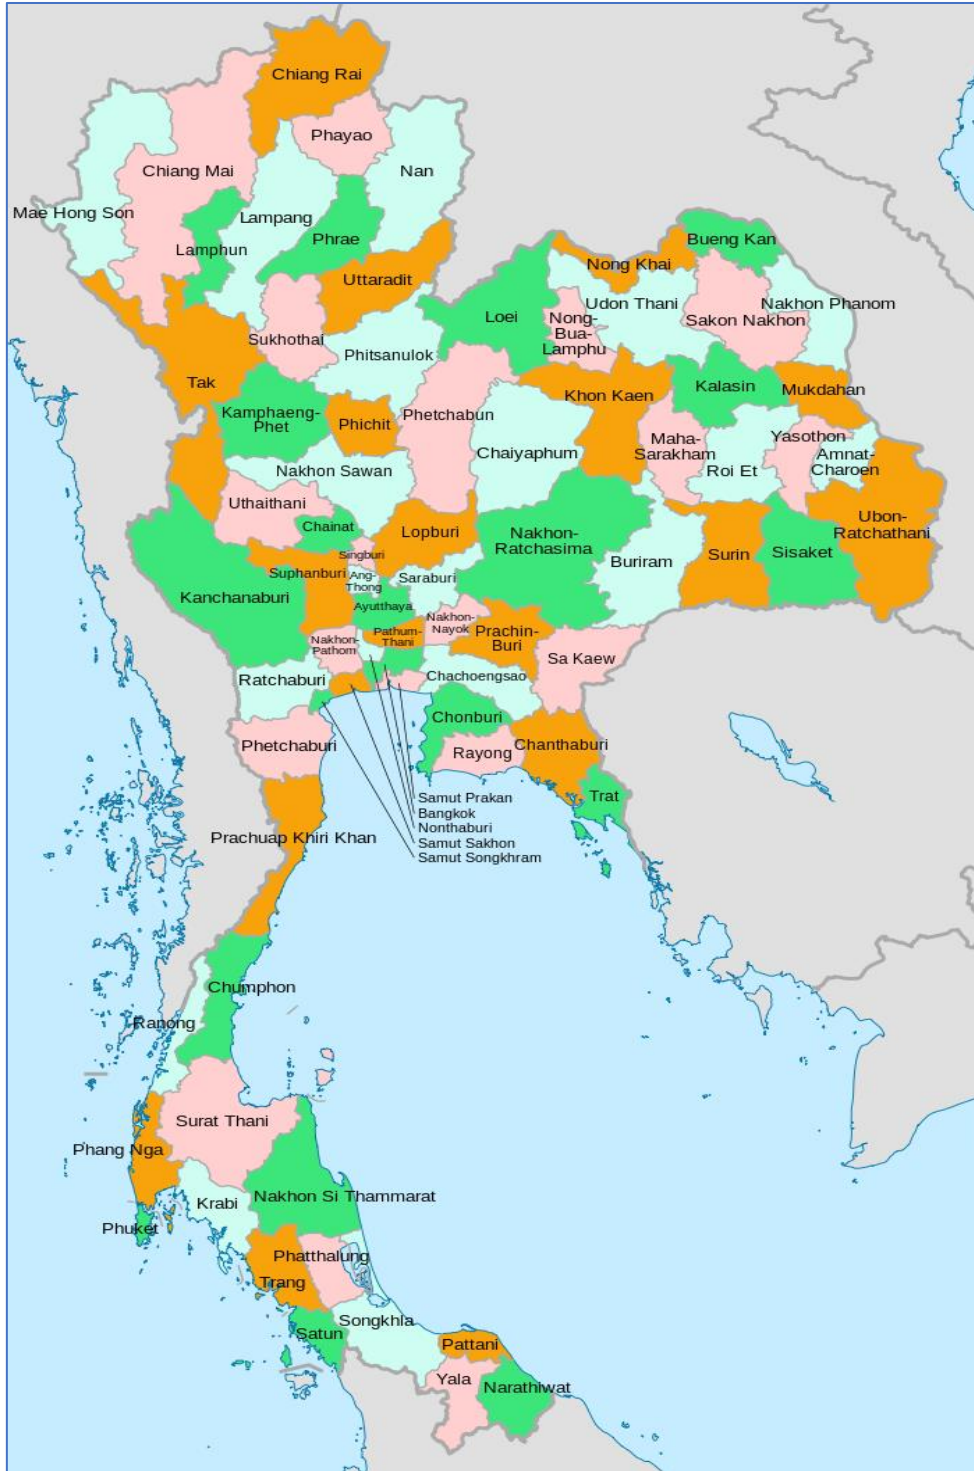 Chiang Rai
Phayao
Chiang Mai
Nan
Mae Hong Son
Lampang
Phrae
Lamphun
Uttaradit
Bueng Kan
Nong Khai
Udon Thani
Nakhon Phanom
Loei
Nong-
Bua-
Lamphu
Sakon Nakhon
Sukhothai
Phitsanulok
Tak
Khon Kaen
Kalasin
Mukdahan
Kamphaeng-
Phet
Phichit
Phetchabun
Maha-
Sarakham
Yasothon
Chaiyaphum
Roi Et
Amnat-
Charoen
Nakhon Sawan
Uthaithani
Chainat
Lopburi
Nakhon-
Ratchasima
Ubon-
Ratchathani
Singburi
Buriram
Surin
Sisaket
Suphanburi
Ang-
Thong
Saraburi
Kanchanaburi
Ayutthaya
Nakhon-
Nayok
Pathum-
Thani
Prachin-
Buri
Nakhon-
Pathom
Sa Kaew
Ratchaburi
Chachoengsao
Chonburi
Phetchaburi
Rayong
Chanthaburi
Trat
Samut Prakan
Bangkok
Nonthaburi
Samut Sakhon
Samut Songkhram
Prachuap Khiri Khan
Chumphon
Ranong
Surat Thani
Phang Nga
Krabi
Nakhon Si Thammarat
Phuket
Phatthalung
Trang
Songkhla
Satun
Pattani
Yala
Narathiwat